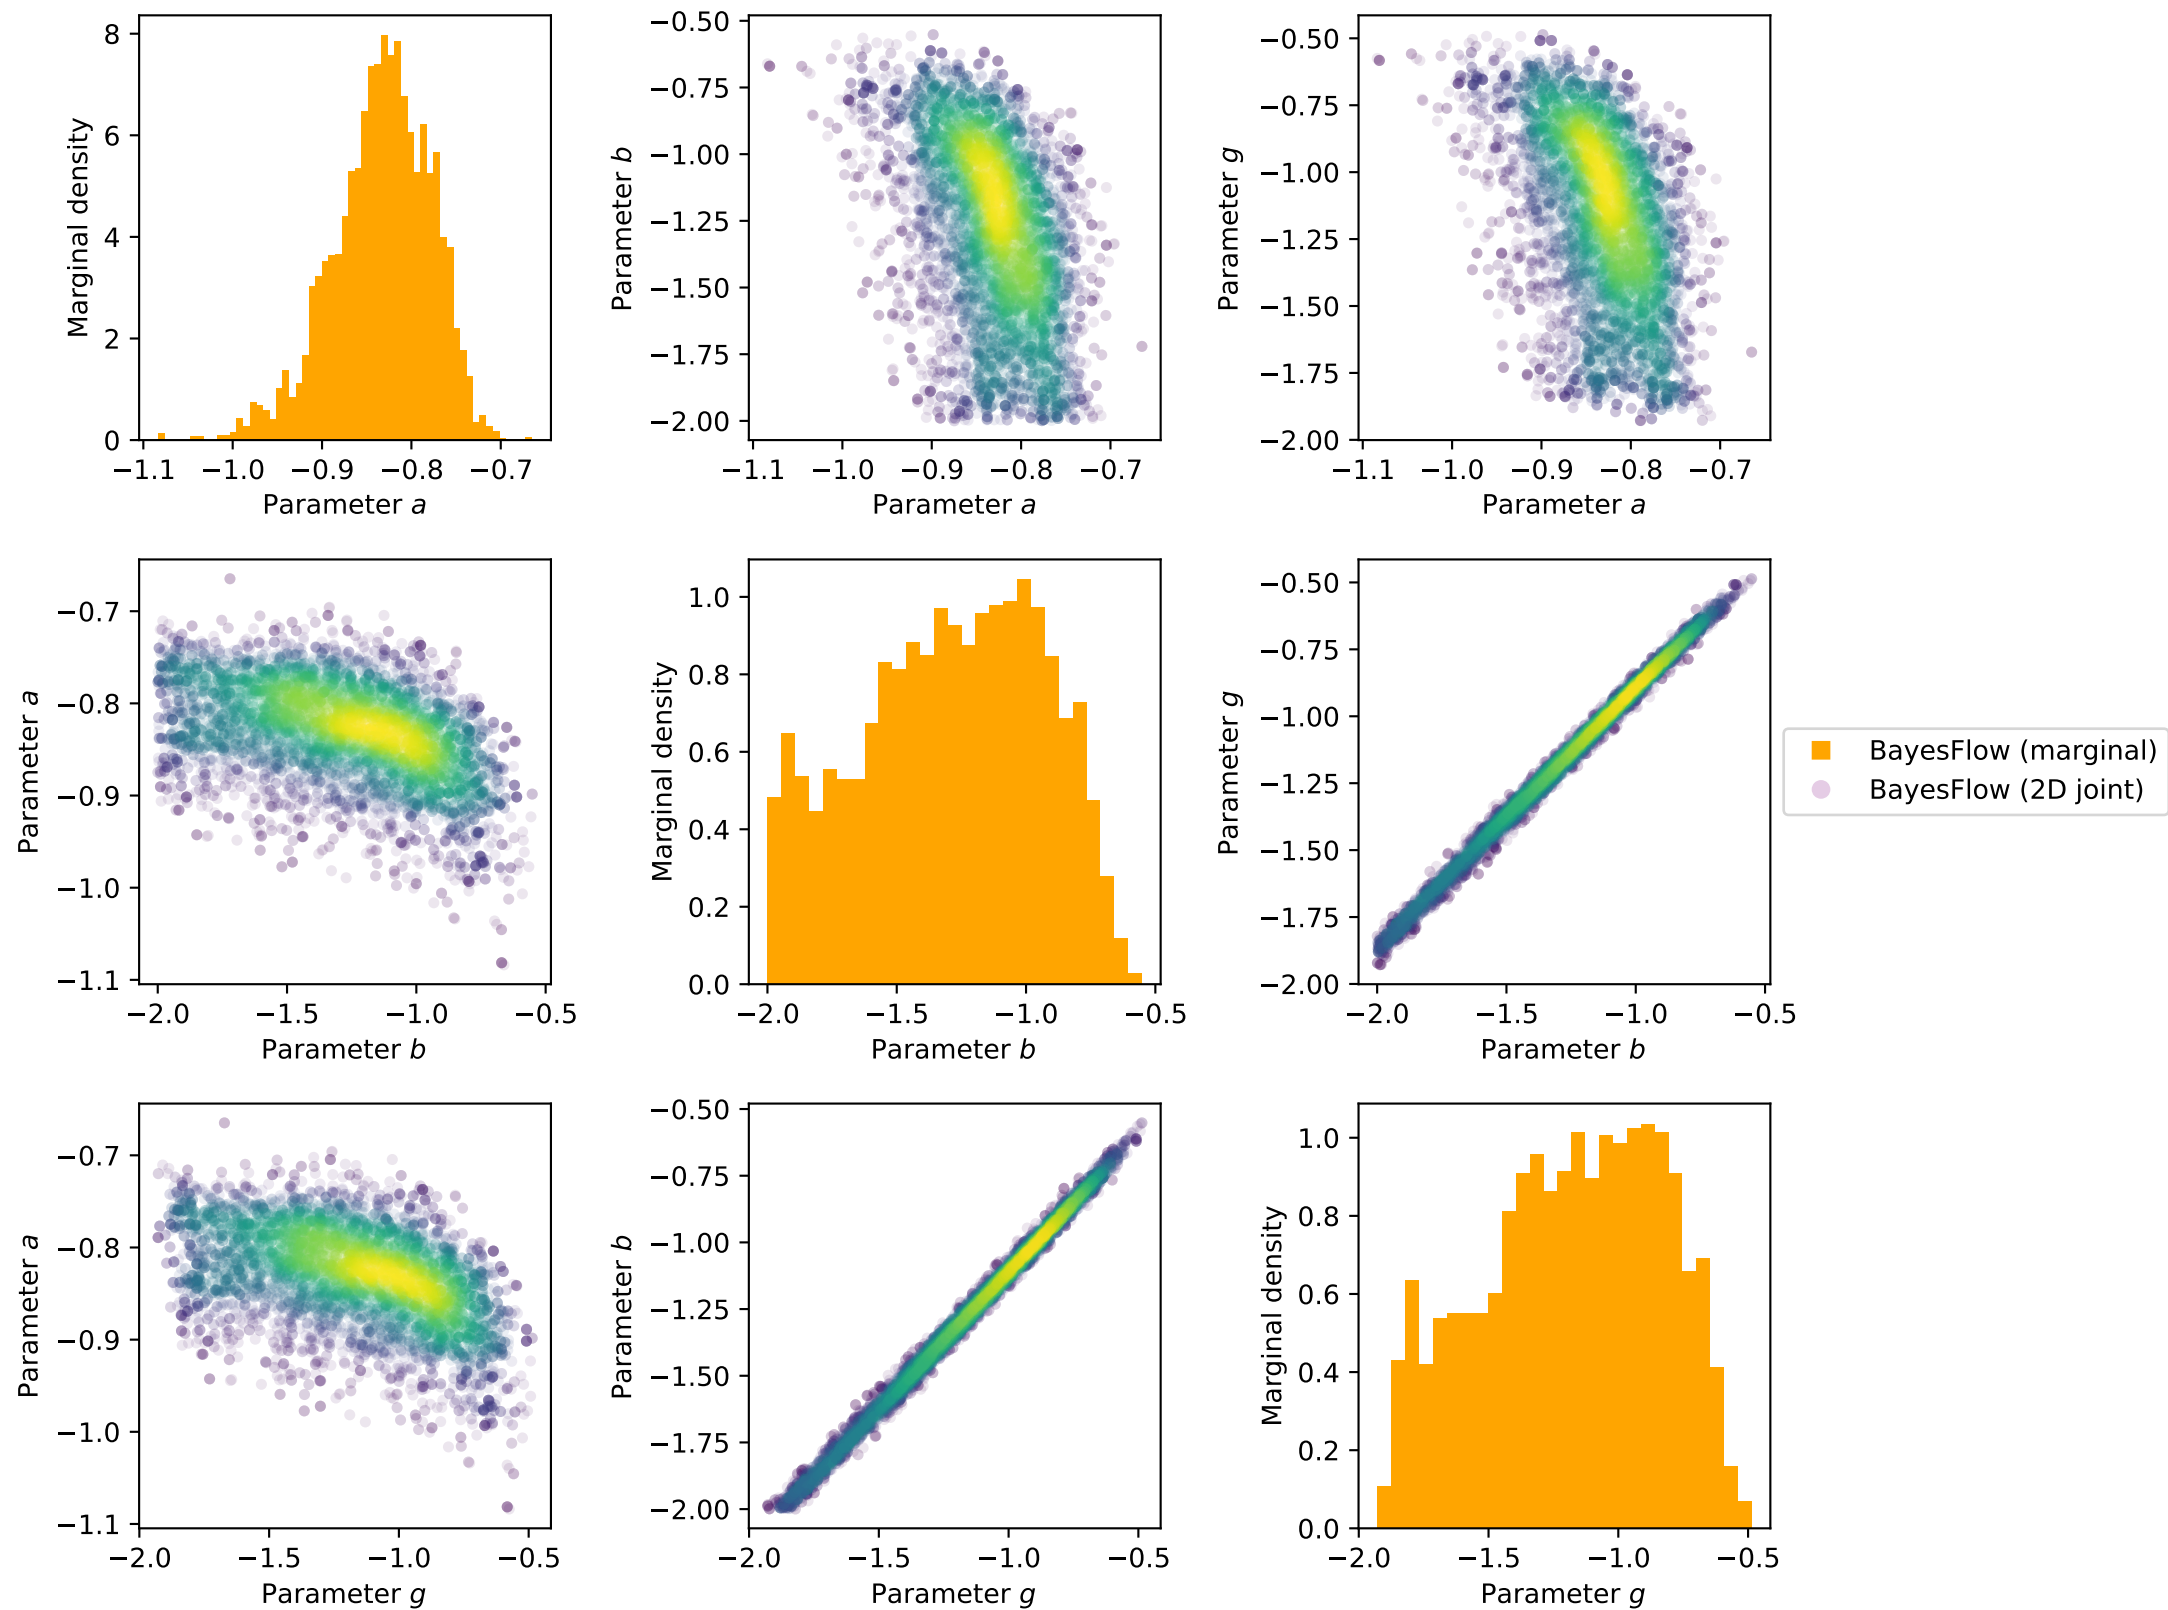 8
6
4
2
0
Marginal density
−1.1 −1.0 −0.9 −0.8 −0.7
Parameter a
−0.50
−0.75
−1.00
−1.25
−1.50
−1.75
−2.00
Parameter b
−1.1 −1.0 −0.9 −0.8 −0.7
Parameter a
−0.50
−0.75
−1.00
−1.25
−1.50
−1.75
−2.00
Parameter g
−1.1 −1.0 −0.9 −0.8 −0.7
Parameter a
−0.7
−0.8
−0.9
−1.0
−1.1
Parameter a
−2.0 −1.5 −1.0 −0.5
Parameter b
1.0
0.8
0.6
0.4
0.2
0.0
Marginal density
−2.0 −1.5 −1.0 −0.5
Parameter b
−0.50
−0.75
−1.00
−1.25
−1.50
−1.75
−2.00
Parameter g
−2.0 −1.5 −1.0 −0.5
Parameter b
BayesFlow (marginal)
BayesFlow (2D joint)
−0.7
−0.8
−0.9
−1.0
−1.1
Parameter a
−2.0 −1.5 −1.0 −0.5
Parameter g
−0.50
−0.75
−1.00
−1.25
−1.50
−1.75
−2.00
Parameter b
−2.0 −1.5 −1.0 −0.5
Parameter g
1.0
0.8
0.6
0.4
0.2
0.0
Marginal density
−2.0 −1.5 −1.0 −0.5
Parameter g